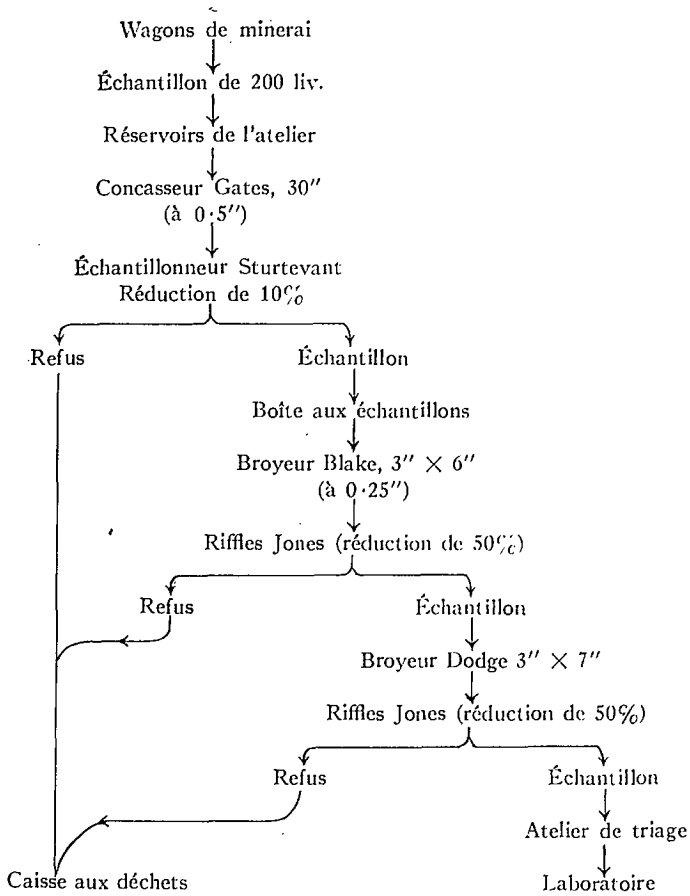 Wagons de minerai
Échantillon de 200 liv.
Réservoirs de l'atelier
Concasseur Gates, 30″
(à 0·5″)
Échantillonneur Sturtevant
Réduction de 10%
Refus
Échantillon
Boîte aux échantillons
Broyeur Blake, 3″ × 6″
(à 0·25″)
Riffles Jones (réduction de 50%)
Refus
Échantillon
Broyeur Dodge 3″ × 7″
Riffles Jones (réduction de 50%)
Refus
Échantillon
Atelier de triage
Caisse aux déchets
Laboratoire